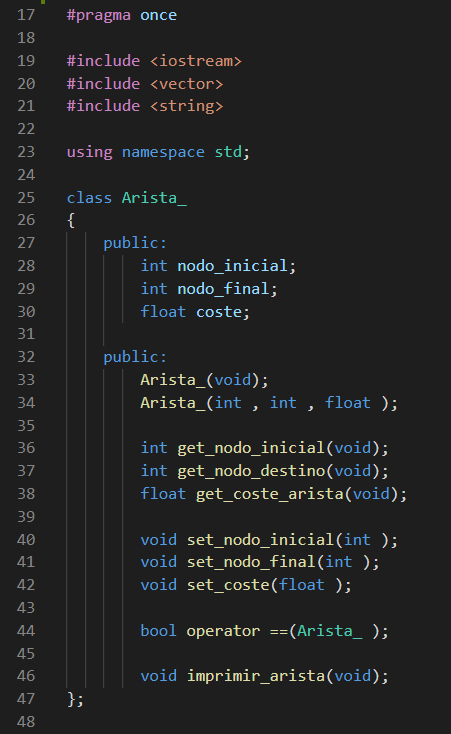 17 #pragma once
18
19 #include <iostream>
20 #include <vector>
21 #include <string>
22
23 using namespace std;
24
25 class Arista_
26 {
27     public:
28         int nodo_inicial;
29         int nodo_final;
30         float coste;
31
32     public:
33         Arista_(void);
34         Arista_(int , int , float );
35
36         int get_nodo_inicial(void);
37         int get_nodo_destino(void);
38         float get_coste_arista(void);
39
40         void set_nodo_inicial(int );
41         void set_nodo_final(int );
42         void set_coste(float );
43
44         bool operator ==(Arista_ );
45
46         void imprimir_arista(void);
47 };
48